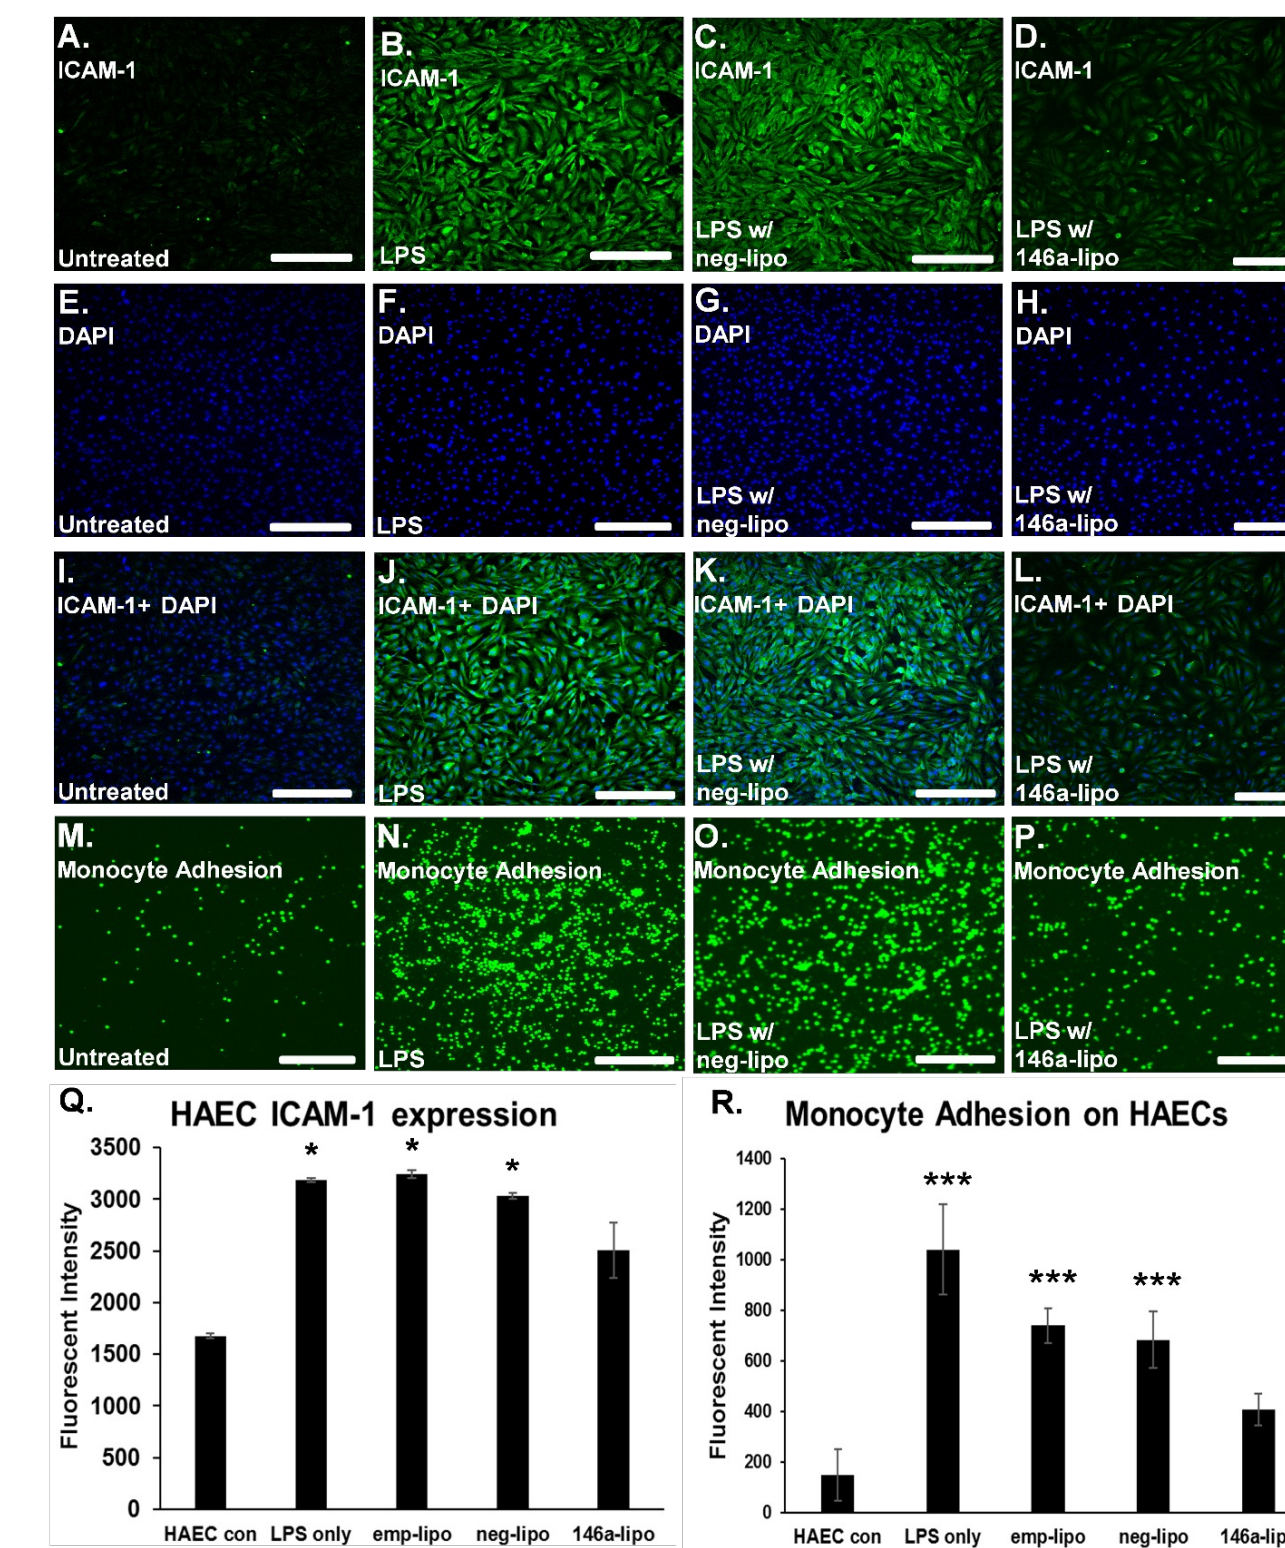 A.
ICAM-1
Untreated
B.
ICAM-1
LPS
C.
ICAM-1
LPS w/
neg-lipo
D.
ICAM-1
LPS w/
146a-lipo
E.
DAPI
Untreated
F.
DAPI
LPS
G.
DAPI
LPS w/
neg-lipo
H.
DAPI
LPS w/
146a-lipo
I.
ICAM-1+ DAPI
Untreated
J.
ICAM-1+ DAPI
LPS
K.
ICAM-1+ DAPI
LPS w/
neg-lipo
L.
ICAM-1+ DAPI
LPS w/
146a-lipo
M.
Monocyte Adhesion
Untreated
N.
Monocyte Adhesion
LPS
O.
Monocyte Adhesion
LPS w/
neg-lipo
P.
Monocyte Adhesion
LPS w/
146a-lipo
Q.
HAEC ICAM-1 expression
Fluorescent Intensity
3500
3000
2500
2000
1500
1000
500
0
*
*
*
HAEC con LPS only emp-lipo neg-lipo 146a-lipo
R.
Monocyte Adhesion on HAECs
Fluorescent Intensity
1400
1200
1000
800
600
400
200
0
***
***
***
HAEC con LPS only emp-lipo neg-lipo 146a-lip